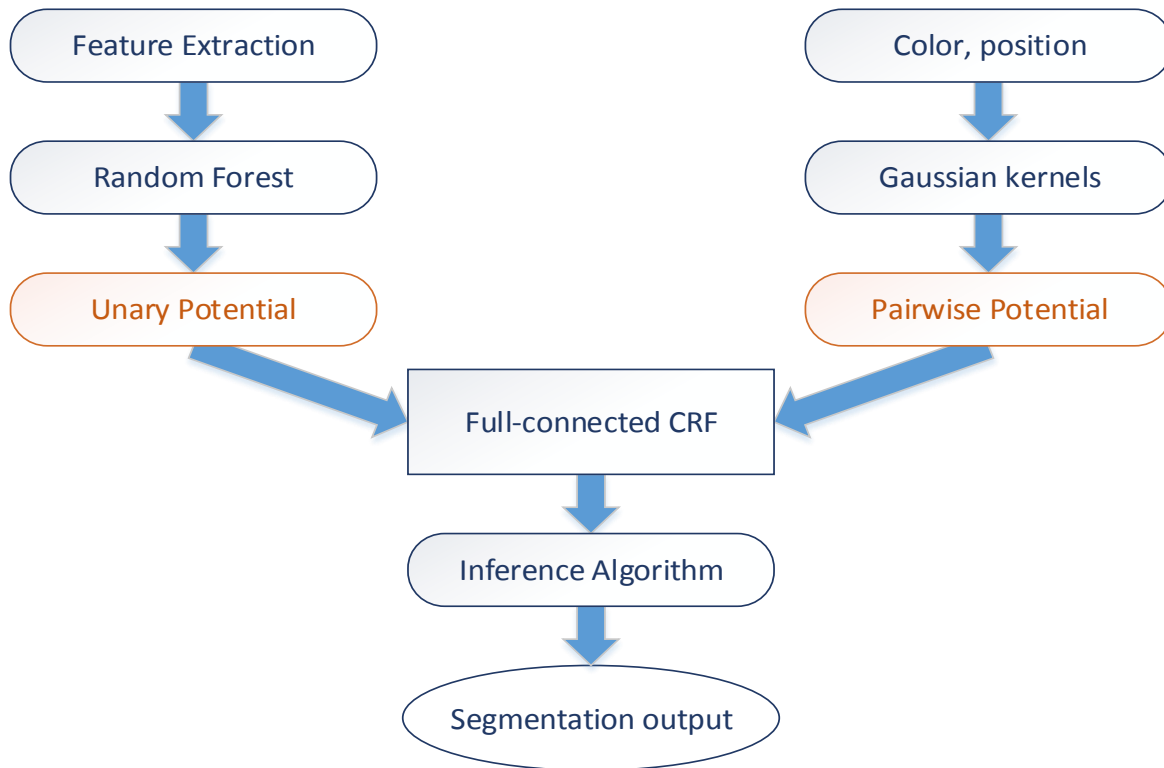 Feature Extraction
Color, position
Random Forest
Gaussian kernels
Unary Potential
Pairwise Potential
Full-connected CRF
Inference Algorithm
Segmentation output